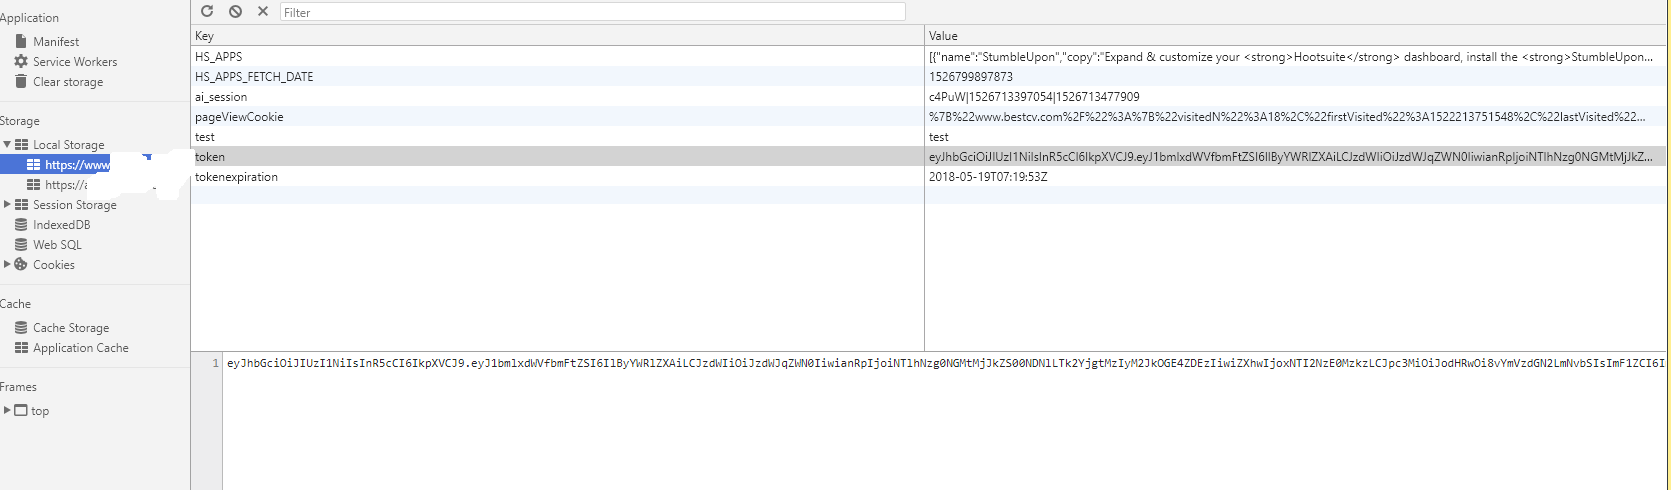 Application
Manifest
Service Workers
Clear storage
Storage
Local Storage
https://www
https://a
Session Storage
IndexedDB
Web SQL
Cookies
Cache
Cache Storage
Application Cache
Frames
top
Filter
Key Value
HS_APPS [{"name":"StumbleUpon","copy":"Expand & customize your <strong>Hootsuite</strong> dashboard, install the <strong>StumbleUpon...
HS_APPS_FETCH_DATE 1526799897873
ai_session c4PuW|1526713397054|1526713477909
pageViewCookie %7B%22www.bestcv.com%2F%22%3A%7B%22visitedN%22%3A18%2C%22firstVisited%22%3A1522213751548%2C%22lastVisited%22...
test test
token eyJhbGciOiJIUzI1NiIsInR5cCI6IkpXVCJ9.eyJ1bmlxdWVfbmFtZSI6IlByYWRlZXAiLCJzdWIiOiJzdWJqZWN0IiwianRpIjoiNTlhNzg0NGMtMjJkZ...
tokenexpiration 2018-05-19T07:19:53Z
1 eyJhbGciOiJIUzI1NiIsInR5cCI6IkpXVCJ9.eyJ1bmlxdWVfbmFtZSI6IlByYWRlZXAiLCJzdWIiOiJzdWJqZWN0IiwianRpIjoiNTlhNzg0NGMtMjJkZS00NDNlLTk2YjgtMzIyM2JkOGE4ZDEzIiwiZXhwIjoxNTI2NzE0MzkzLCJpc3MiOiJodHRwOi8vYmVzdGN2LmNvbSIsImF1ZCI6I